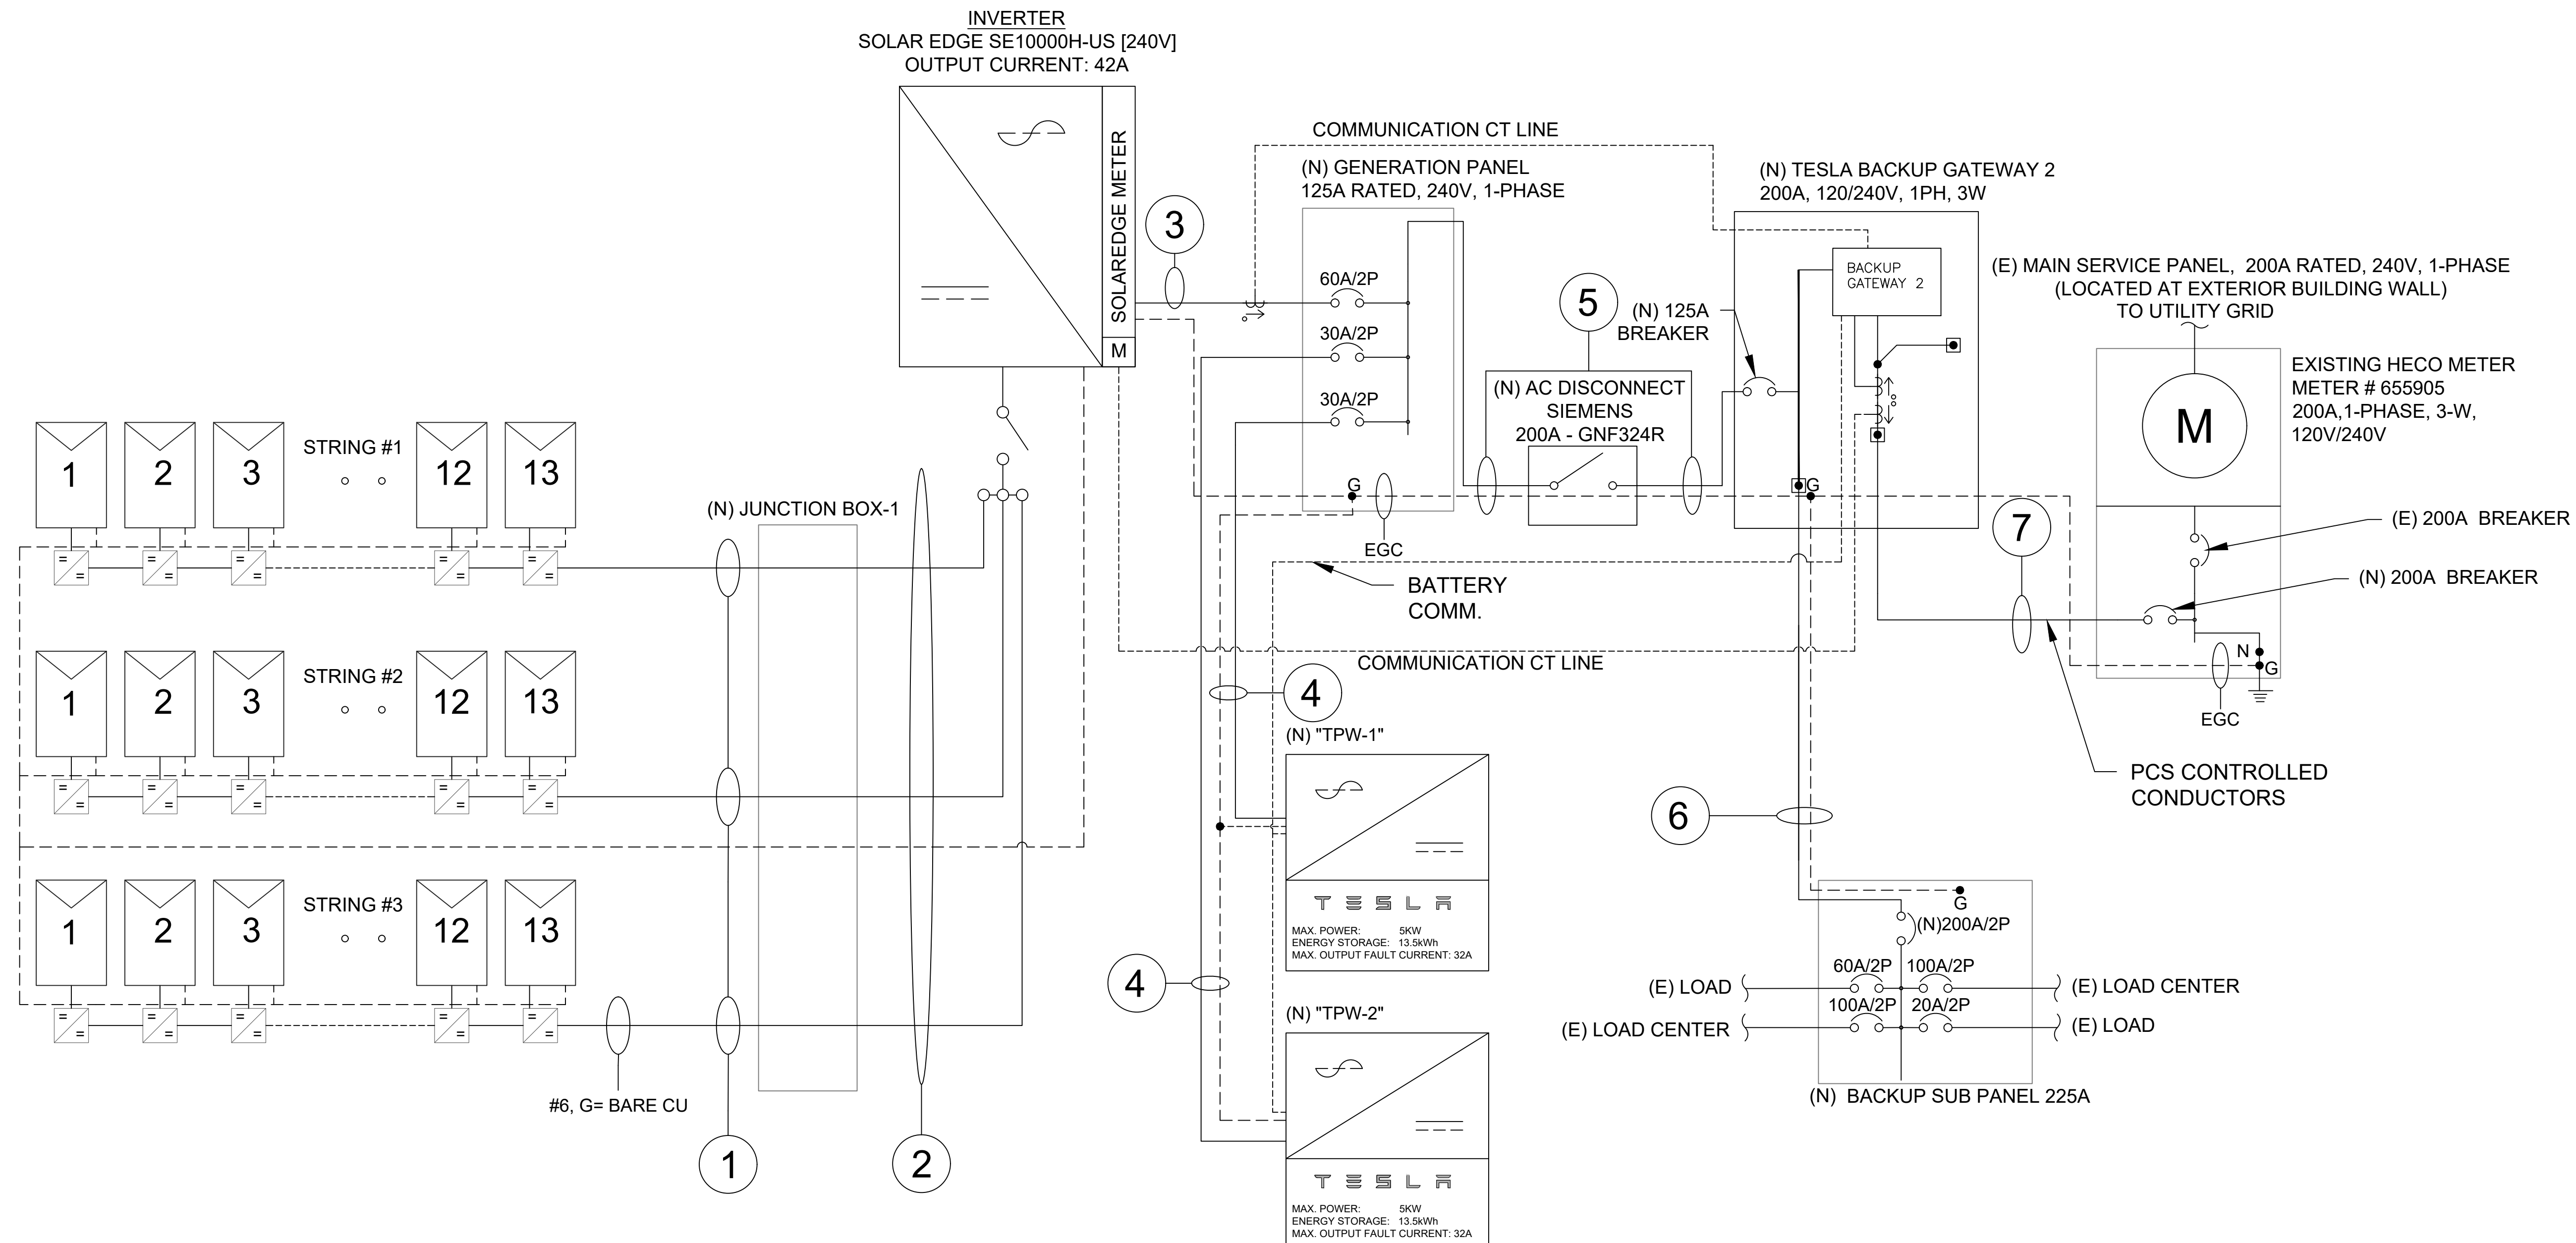 INVERTER
SOLAR EDGE SE10000H-US [240V]
OUTPUT CURRENT: 42A
SOLAREDGE METER
M
3
COMMUNICATION CT LINE
(N) GENERATION PANEL
125A RATED, 240V, 1-PHASE
60A/2P
30A/2P
30A/2P
G
EGC
5
(N) AC DISCONNECT
SIEMENS
200A - GNF324R
(N) 125A
BREAKER
(N) TESLA BACKUP GATEWAY 2
200A, 120/240V, 1PH, 3W
BACKUP
GATEWAY 2
G
(E) MAIN SERVICE PANEL, 200A RATED, 240V, 1-PHASE
(LOCATED AT EXTERIOR BUILDING WALL)
TO UTILITY GRID
M
EXISTING HECO METER
METER # 655905
200A,1-PHASE, 3-W,
120V/240V
(E) 200A BREAKER
(N) 200A BREAKER
7
N
G
EGC
PCS CONTROLLED
CONDUCTORS
BATTERY
COMM.
COMMUNICATION CT LINE
1 2 3 STRING #1 12 13
1 2 3 STRING #2 12 13
1 2 3 STRING #3 12 13
(N) JUNCTION BOX-1
#6, G= BARE CU
1
2
4
(N) "TPW-1"
TESLA
MAX. POWER: 5KW
ENERGY STORAGE: 13.5kWh
MAX. OUTPUT FAULT CURRENT: 32A
4
(N) "TPW-2"
TESLA
MAX. POWER: 5KW
ENERGY STORAGE: 13.5kWh
MAX. OUTPUT FAULT CURRENT: 32A
6
G
(N)200A/2P
60A/2P 100A/2P
(E) LOAD (E) LOAD CENTER
100A/2P 20A/2P
(E) LOAD CENTER (E) LOAD
(N) BACKUP SUB PANEL 225A